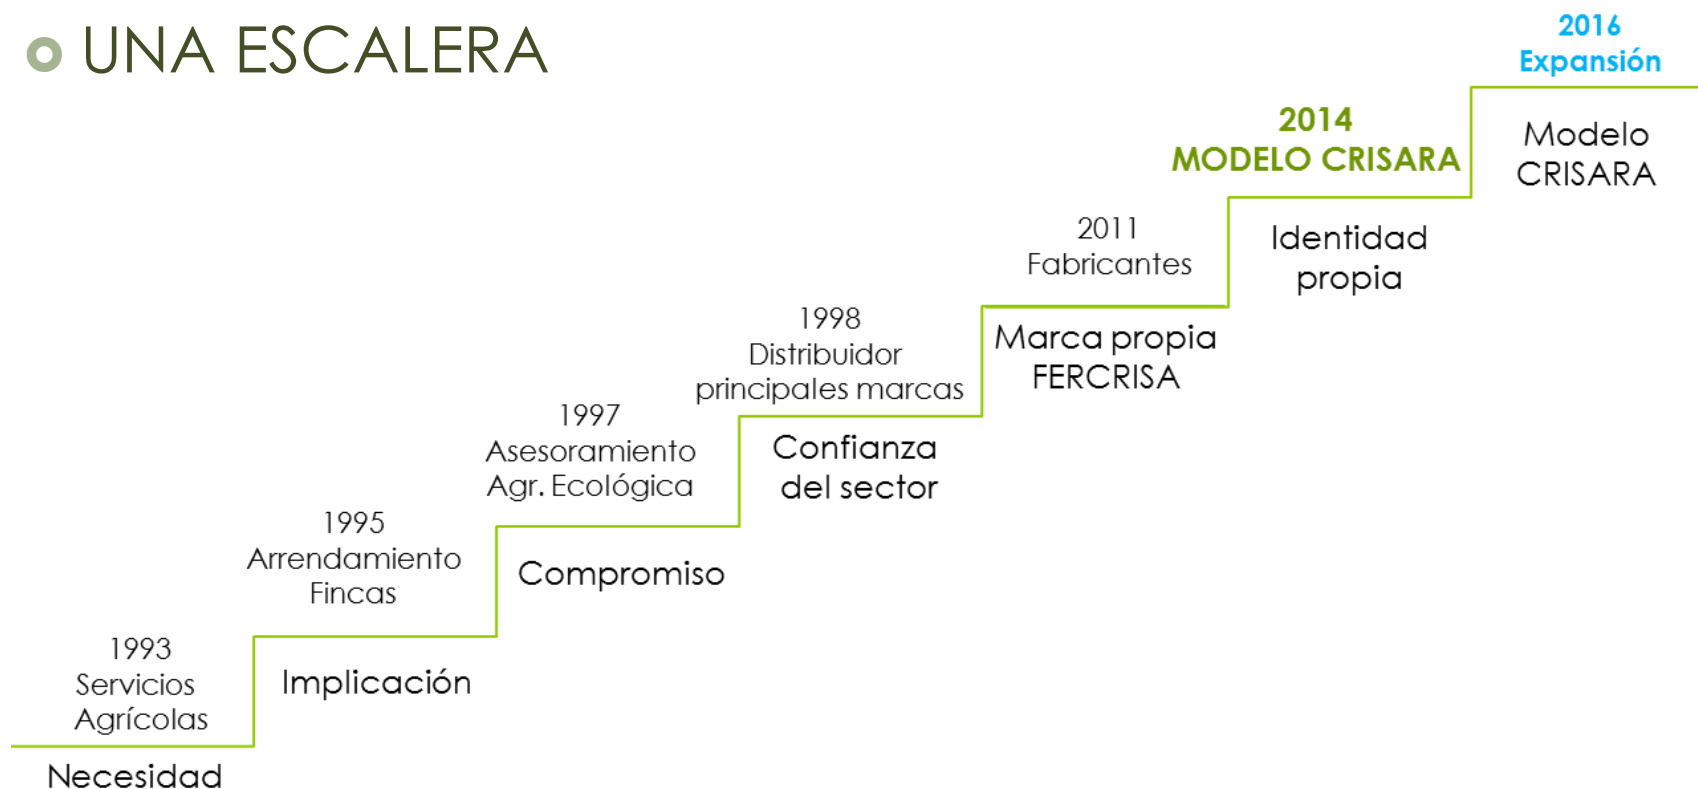 UNA ESCALERA
2016
Expansión
Modelo
CRISARA
2014
MODELO CRISARA
Identidad
propia
2011
Fabricantes
Marca propia
FERCRISA
1998
Distribuidor
principales marcas
Confianza
del sector
1997
Asesoramiento
Agr. Ecológica
Compromiso
1995
Arrendamiento
Fincas
Implicación
1993
Servicios
Agrícolas
Necesidad